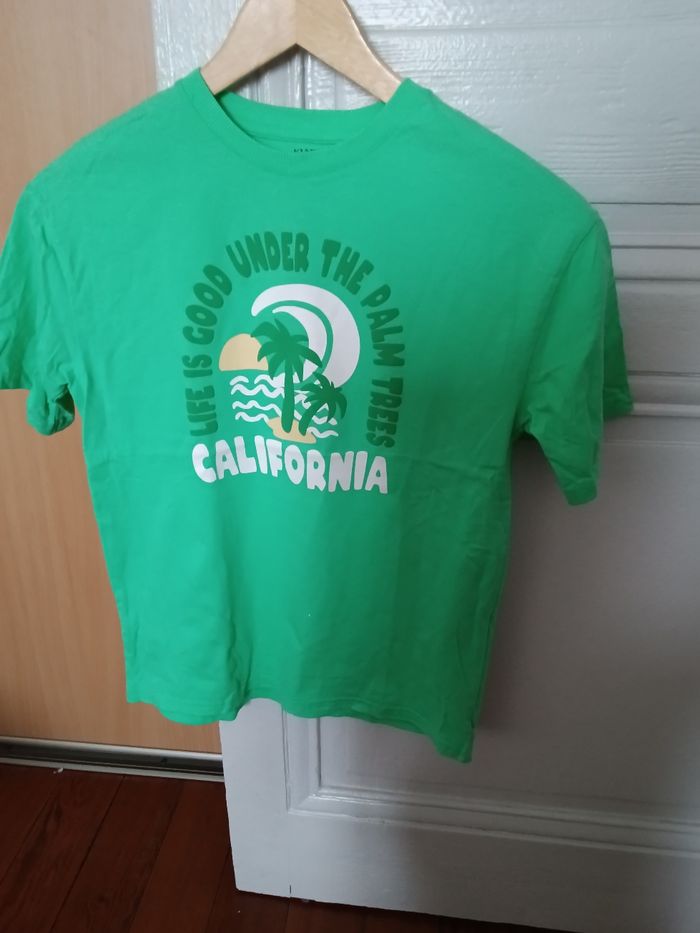 LIFE IS GOOD UNDER THE PALM TREES
CALIFORNIA